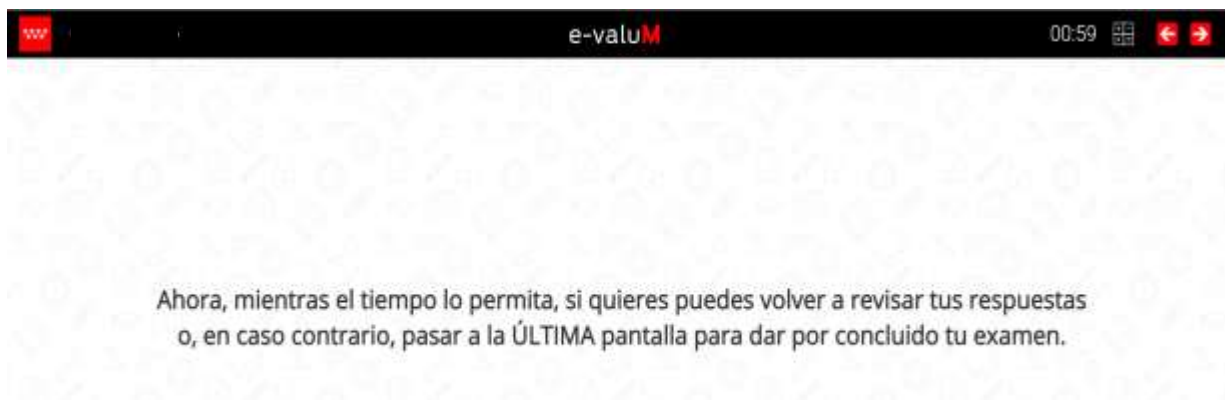 e-valuM
00:59
Ahora, mientras el tiempo lo permita, si quieres puedes volver a revisar tus respuestas
o, en caso contrario, pasar a la ÚLTIMA pantalla para dar por concluido tu examen.